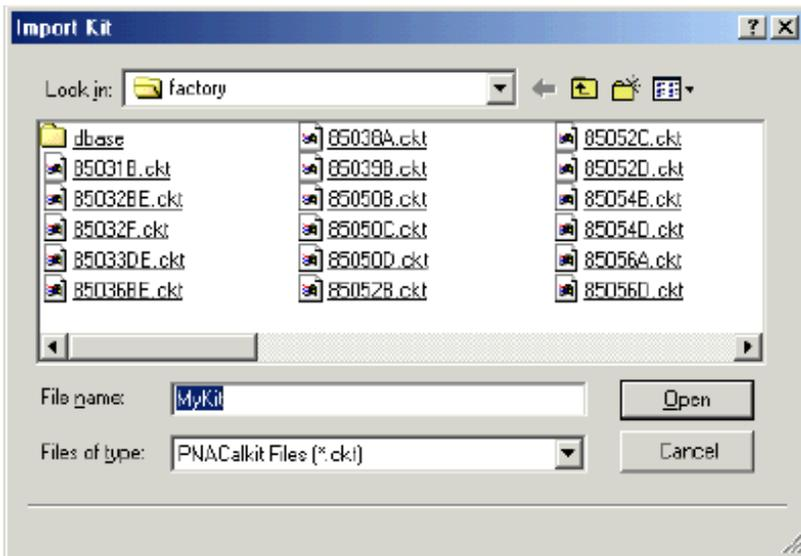 Import Kit
Look in: factory
dbase 85038A.ckt 85052C.ckt
85031B.ckt 85039B.ckt 85052D.ckt
85032BE.ckt 85050B.ckt 85054B.ckt
85032F.ckt 85050C.ckt 85054D.ckt
85033DE.ckt 85050D.ckt 85056A.ckt
85036BE.ckt 85052B.ckt 85056D.ckt
File name: MyKit Open
Files of type: PNACalkit Files (*.ckt) Cancel